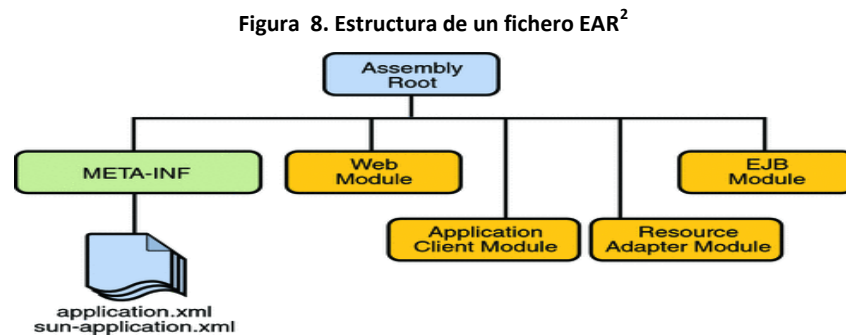 Figura 8. Estructura de un fichero EAR2
Assembly
Root
META-INF
Web
Module
EJB
Module
Application
Client Module
Resource
Adapter Module
application.xml
sun-application.xml